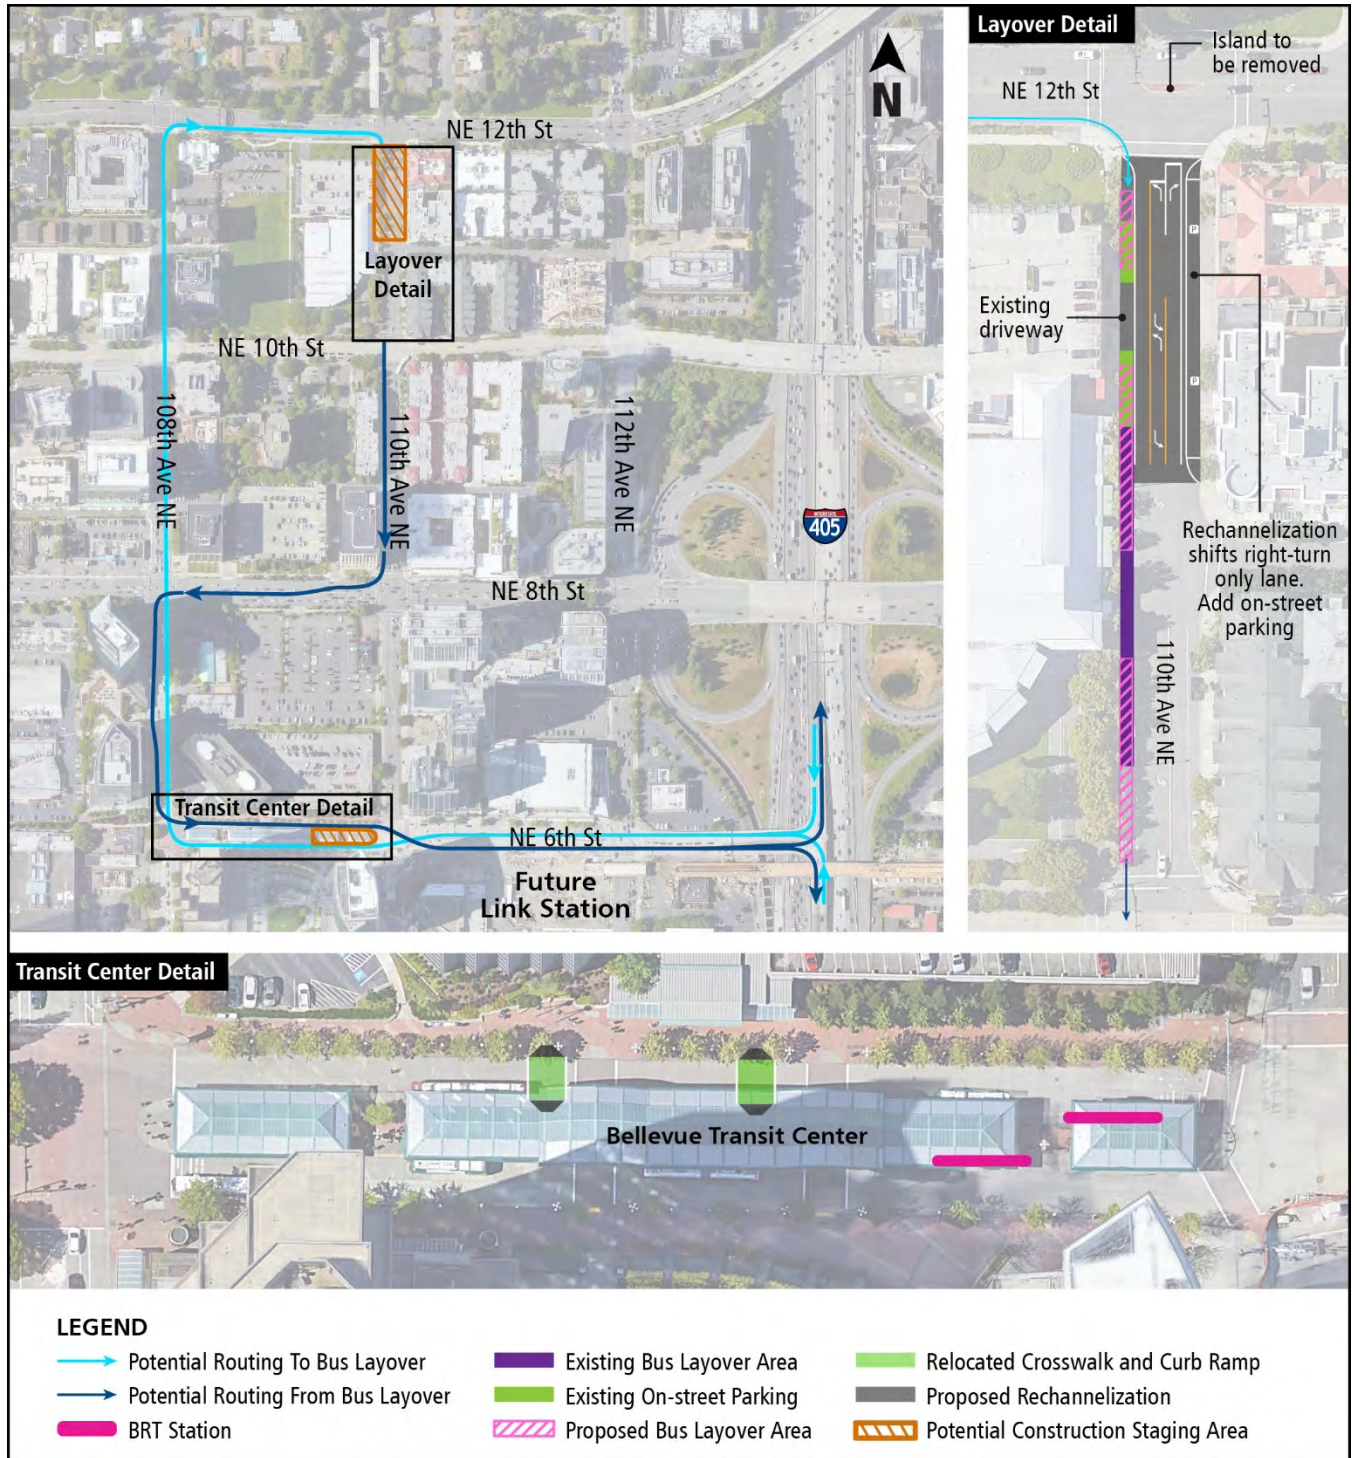 Layover Detail
Island to
be removed
NE 12th St
N
NE 12th St
Layover
Detail
Existing
driveway
P
P
NE 10th St
108th Ave NE
110th Ave NE
112th Ave NE
INTERSTATE
405
Rechannelization
shifts right-turn
only lane.
Add on-street
parking
NE 8th St
110th Ave NE
Transit Center Detail
NE 6th St
Future
Link Station
Transit Center Detail
Bellevue Transit Center
LEGEND
Potential Routing To Bus Layover
Potential Routing From Bus Layover
BRT Station
Existing Bus Layover Area
Existing On-street Parking
Proposed Bus Layover Area
Relocated Crosswalk and Curb Ramp
Proposed Rechannelization
Potential Construction Staging Area